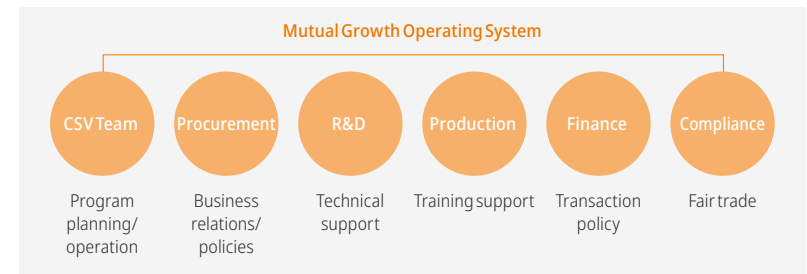 Mutual Growth Operating System
CSV Team
Procurement
R&D
Production
Finance
Compliance
Program
planning/
operation
Business
relations/
policies
Technical
support
Training support
Transaction
policy
Fair trade